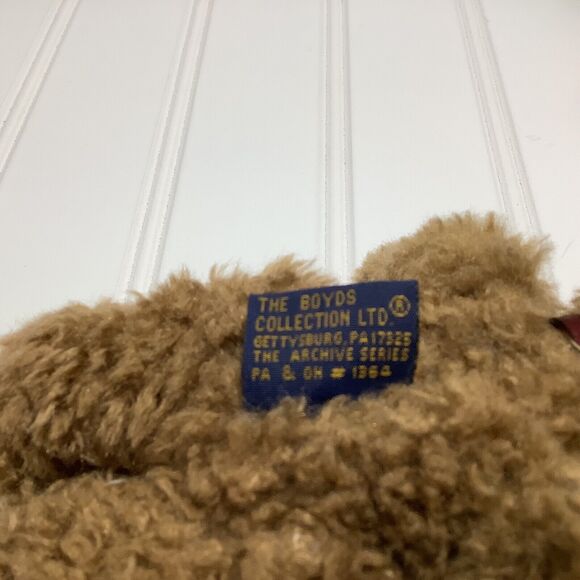 THE BOYDS
COLLECTION LTD.®
GETTYSBURG, PA 17325
THE ARCHIVE SERIES
PA & OH # 1364